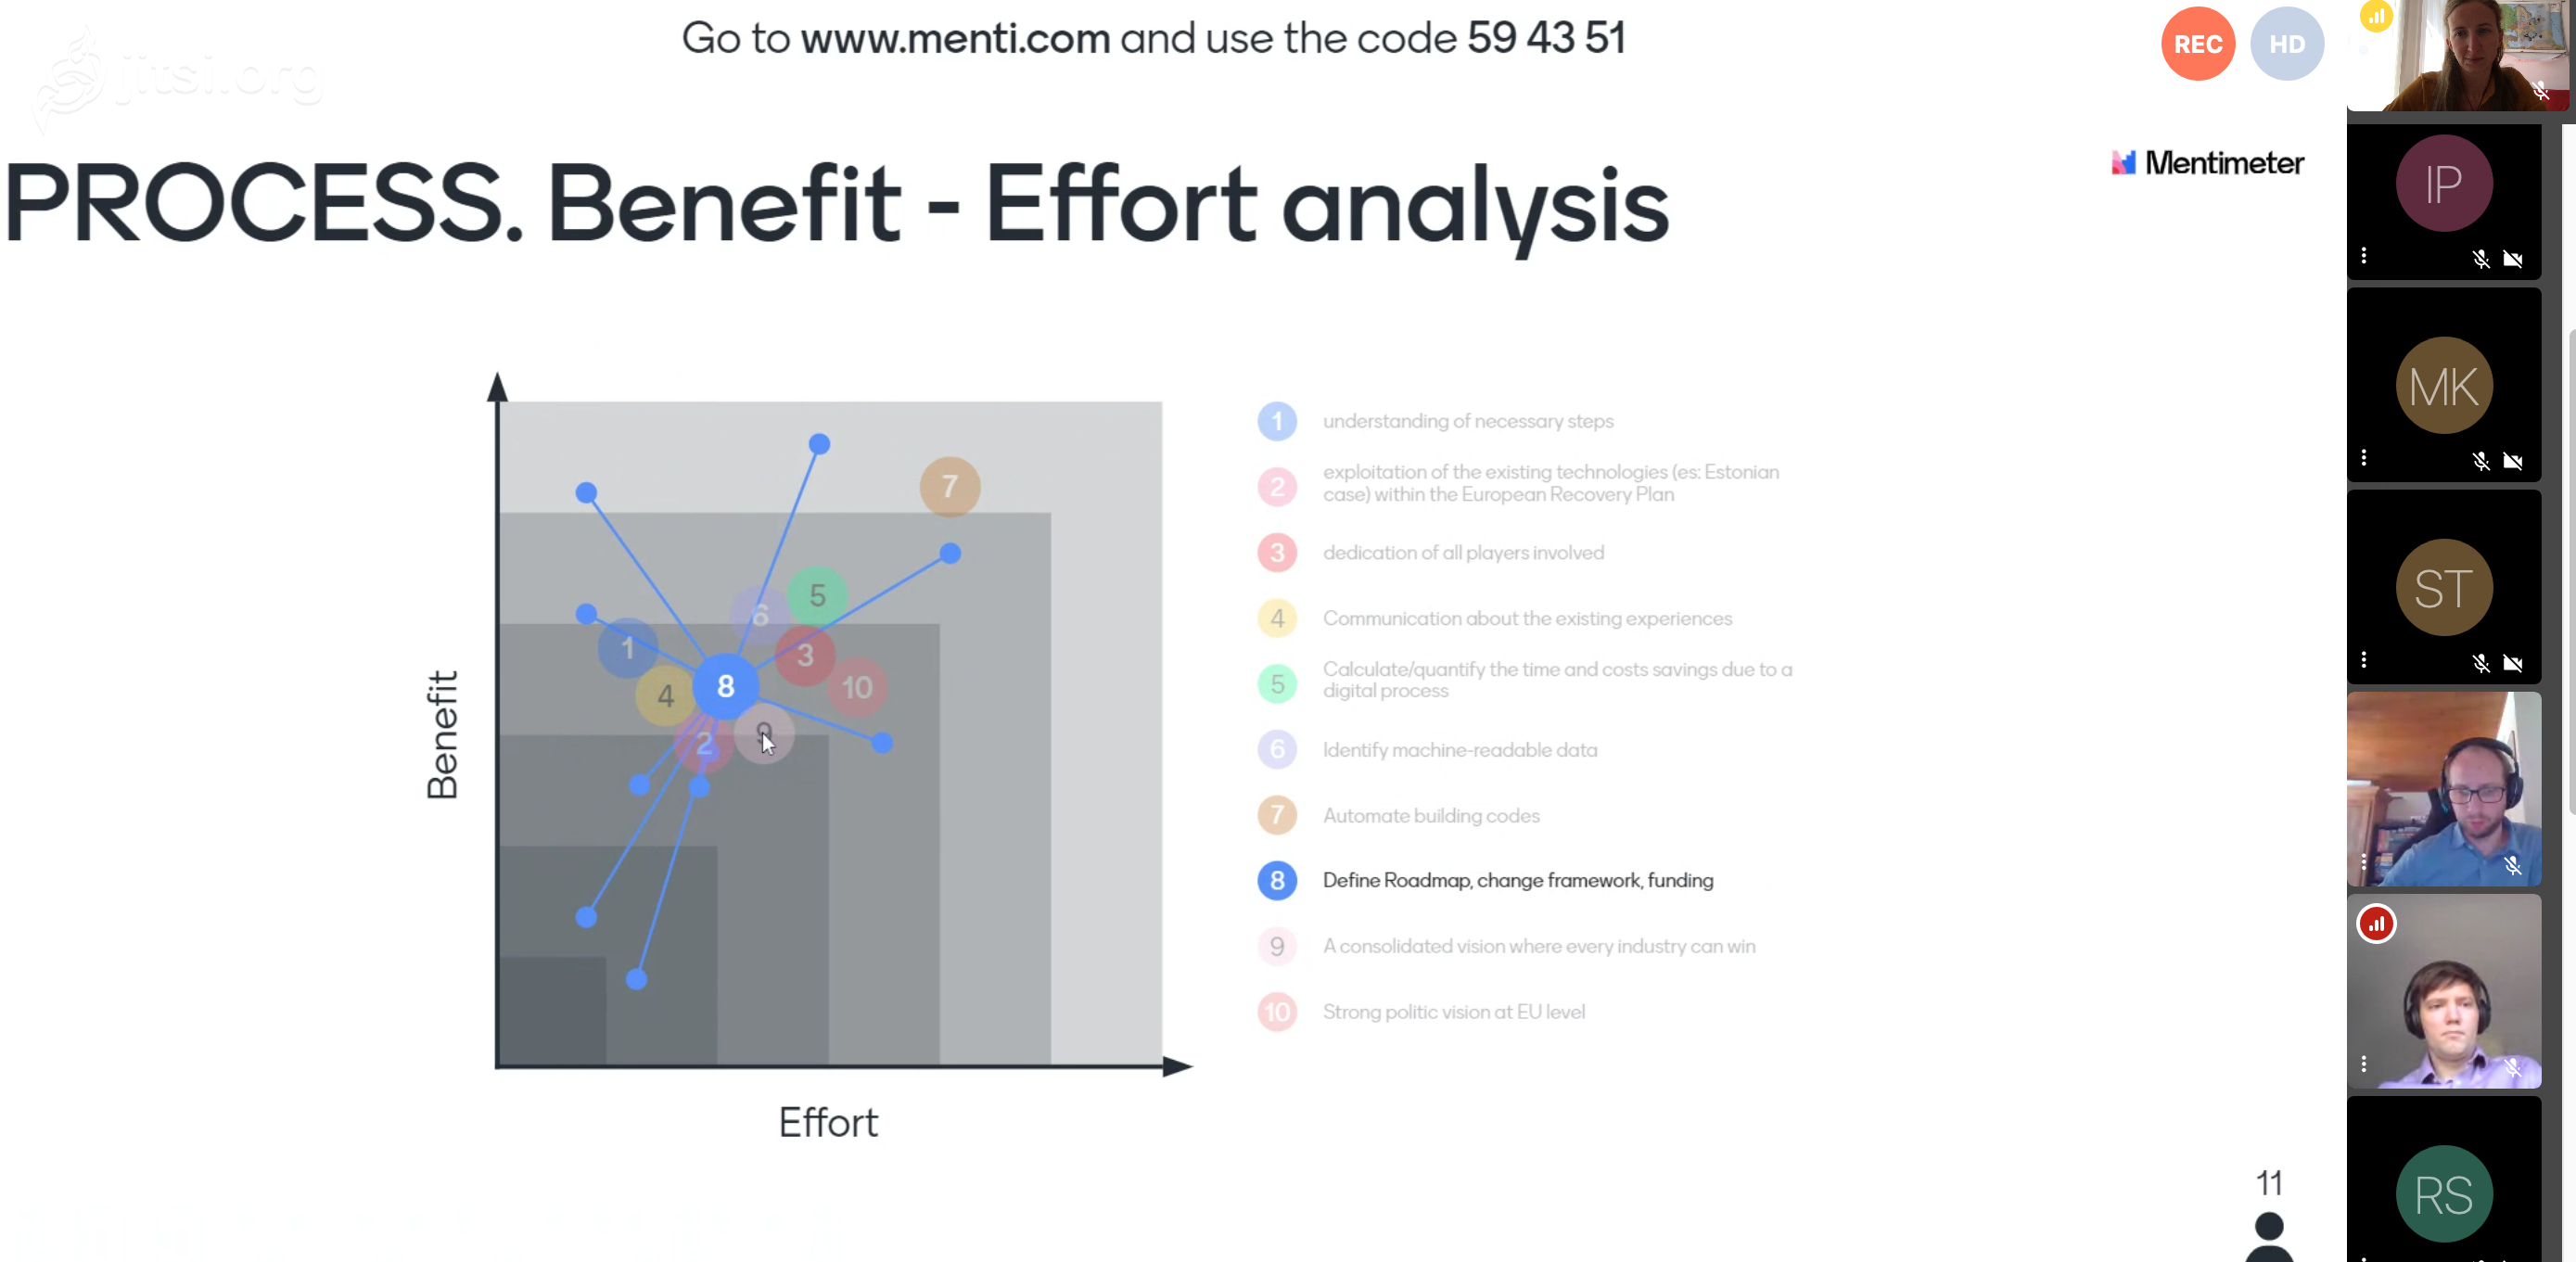 Go to www.menti.com and use the code 59 43 51
jitsi.org
REC
HD
PROCESS. Benefit - Effort analysis
Mentimeter
Benefit
Effort
7
5
6
1
3
8
10
4
9
2
1 understanding of necessary steps
2 exploitation of the existing technologies (es: Estonian
case) within the European Recovery Plan
3 dedication of all players involved
4 Communication about the existing experiences
5 Calculate/quantify the time and costs savings due to a
digital process
6 Identify machine-readable data
7 Automate building codes
8 Define Roadmap, change framework, funding
9 A consolidated vision where every industry can win
10 Strong politic vision at EU level
11
IP
MK
ST
RS